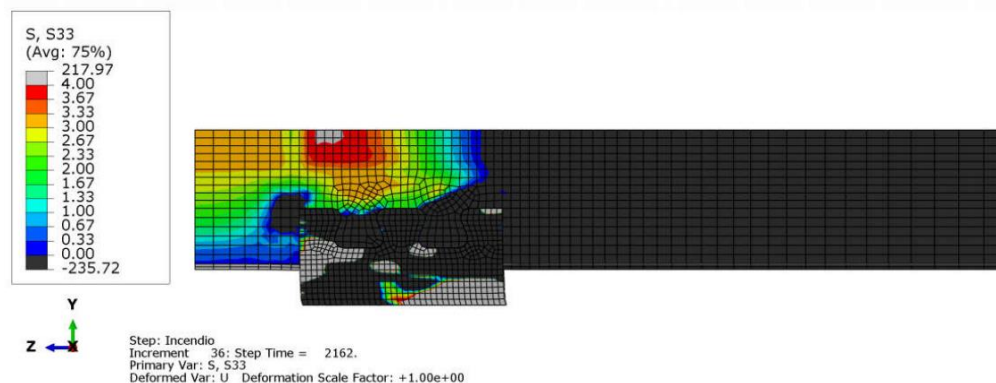 S, S33
(Avg: 75%)
217.97
4.00
3.67
3.33
3.00
2.67
2.33
2.00
1.67
1.33
1.00
0.67
0.33
0.00
-235.72
Y
Z
X
Step: Incendio
Increment 36: Step Time = 2162.
Primary Var: S, S33
Deformed Var: U Deformation Scale Factor: +1.00e+00